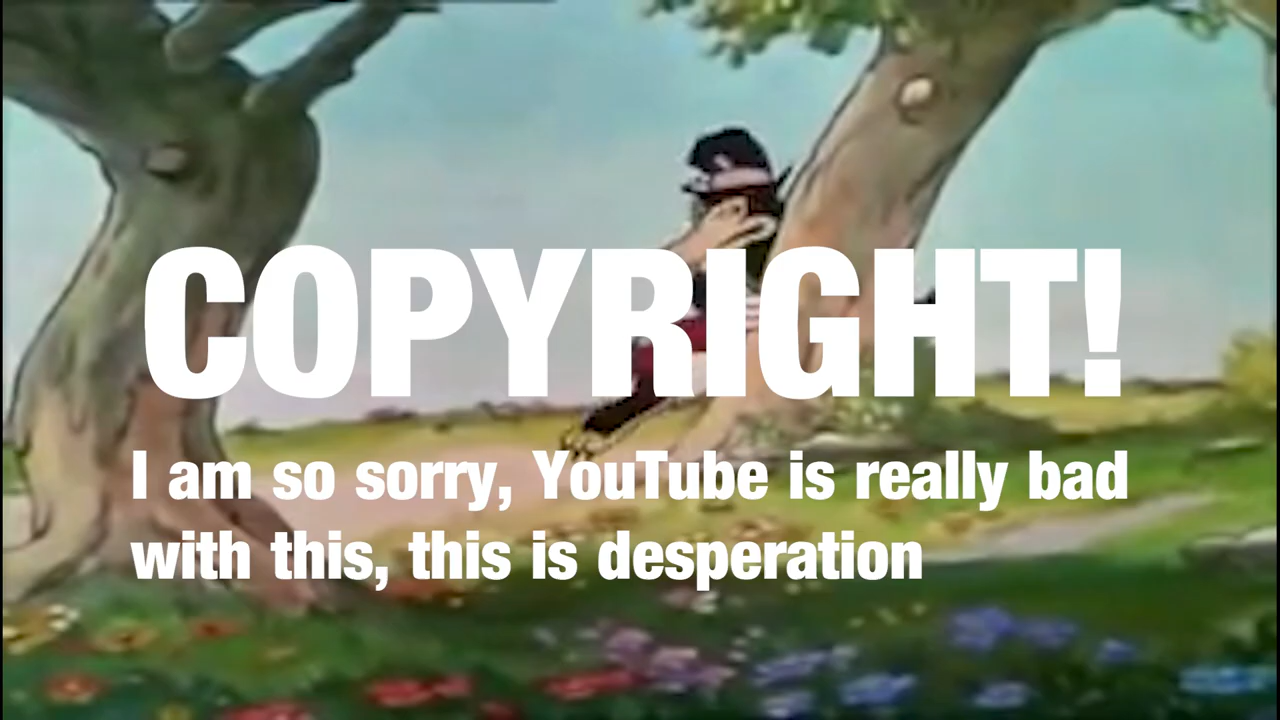 COPYRIGHT!
I am so sorry, YouTube is really bad
with this, this is desperation